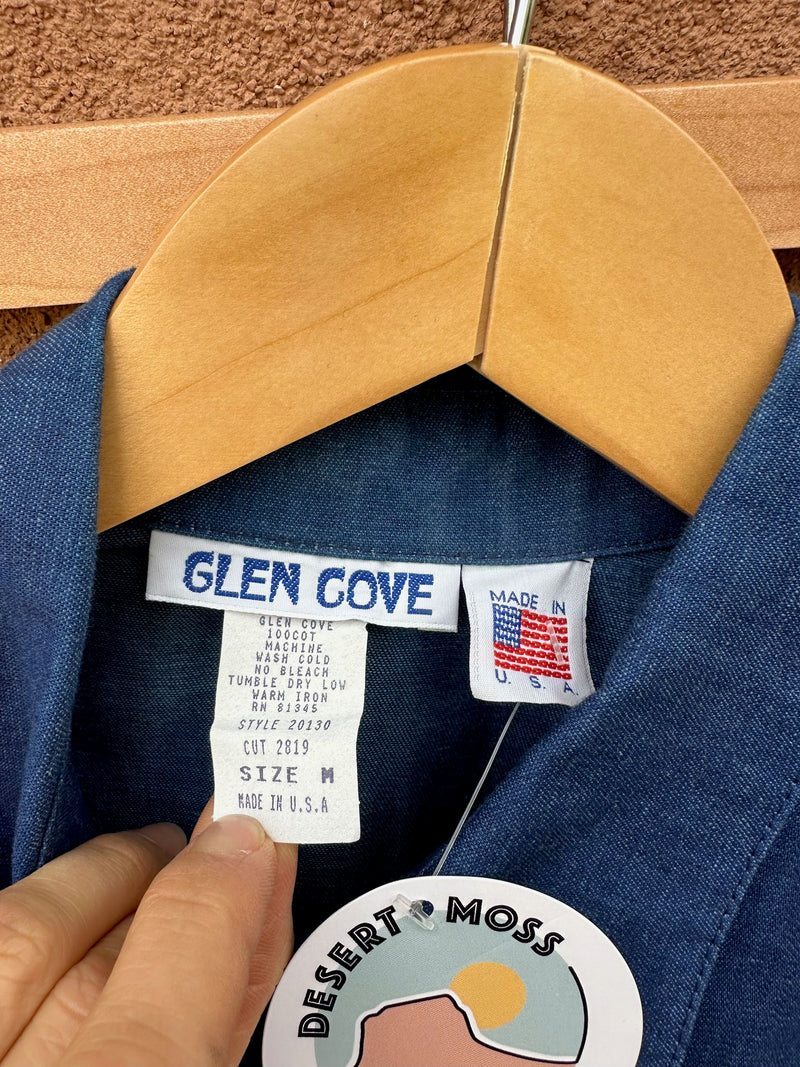 GLEN COVE
MADE IN
U. S. A.
GLEN COVE
100COT
MACHINE
WASH COLD
NO BLEACH
TUMBLE DRY LOW
WARM IRON
RN 81345
STYLE 20130
CUT 2819
SIZE M
MADE IN U.S.A
DESERT MOSS